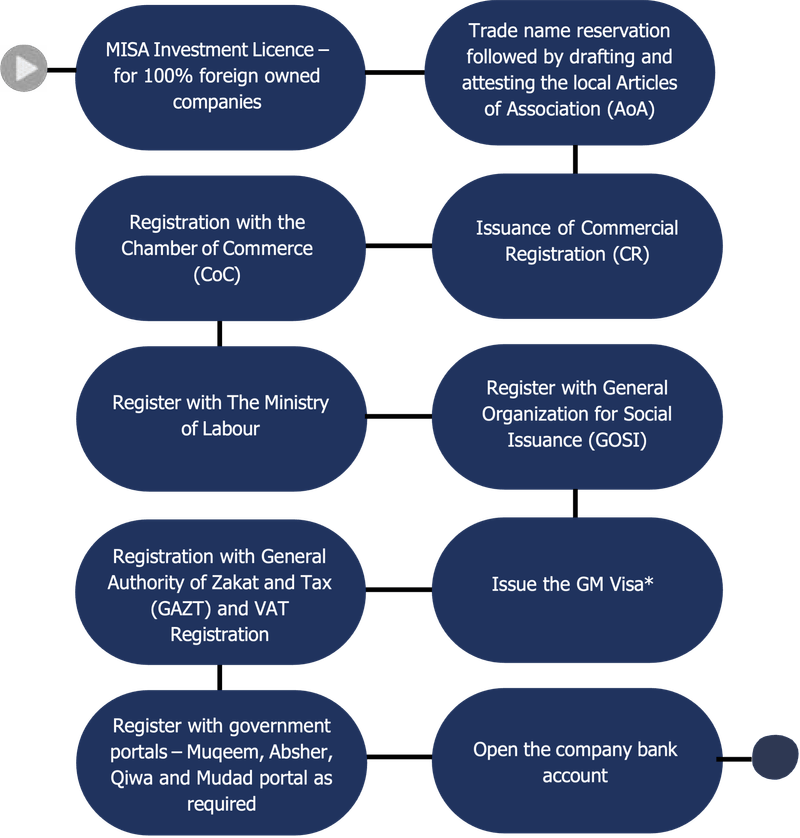 MISA Investment Licence –
for 100% foreign owned
companies
Trade name reservation
followed by drafting and
attesting the local Articles
of Association (AoA)
Issuance of Commercial
Registration (CR)
Registration with the
Chamber of Commerce
(CoC)
Register with The Ministry
of Labour
Register with General
Organization for Social
Issuance (GOSI)
Issue the GM Visa*
Registration with General
Authority of Zakat and Tax
(GAZT) and VAT
Registration
Register with government
portals – Muqeem, Absher,
Qiwa and Mudad portal as
required
Open the company bank
account